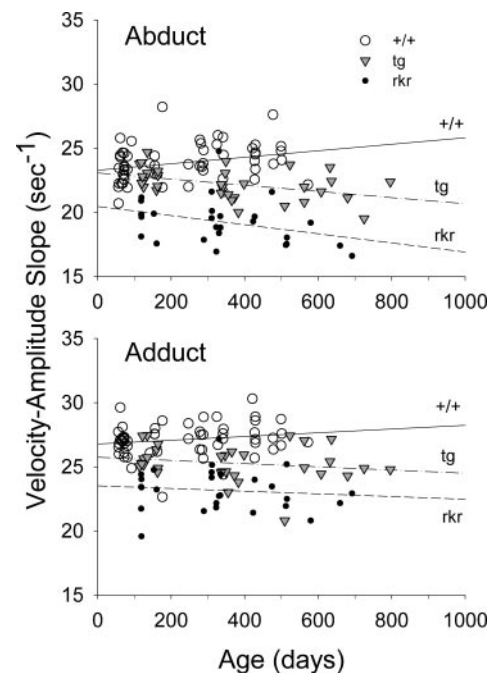 Abduct
+/+
tg
rkr
35
30
25
20
15
+/+
tg
rkr
0 200 400 600 800 1000
Velocity-Amplitude Slope (sec⁻¹)
Adduct
35
30
25
20
15
+/+
tg
rkr
0 200 400 600 800 1000
Age (days)